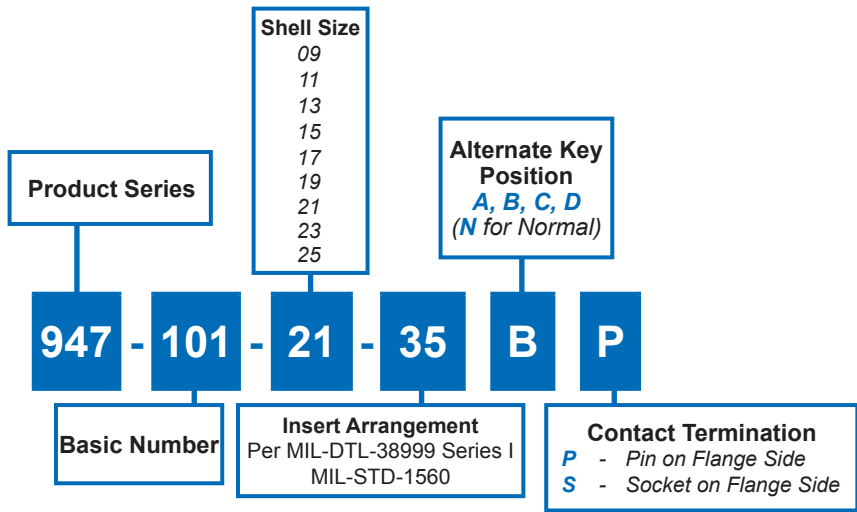 Shell Size
09
11
13
15
17
19
21
23
25
Product Series
Alternate Key
Position
A, B, C, D
(N for Normal)
947 - 101 - 21 - 35 B P
Basic Number
Insert Arrangement
Per MIL-DTL-38999 Series I
MIL-STD-1560
Contact Termination
P - Pin on Flange Side
S - Socket on Flange Side